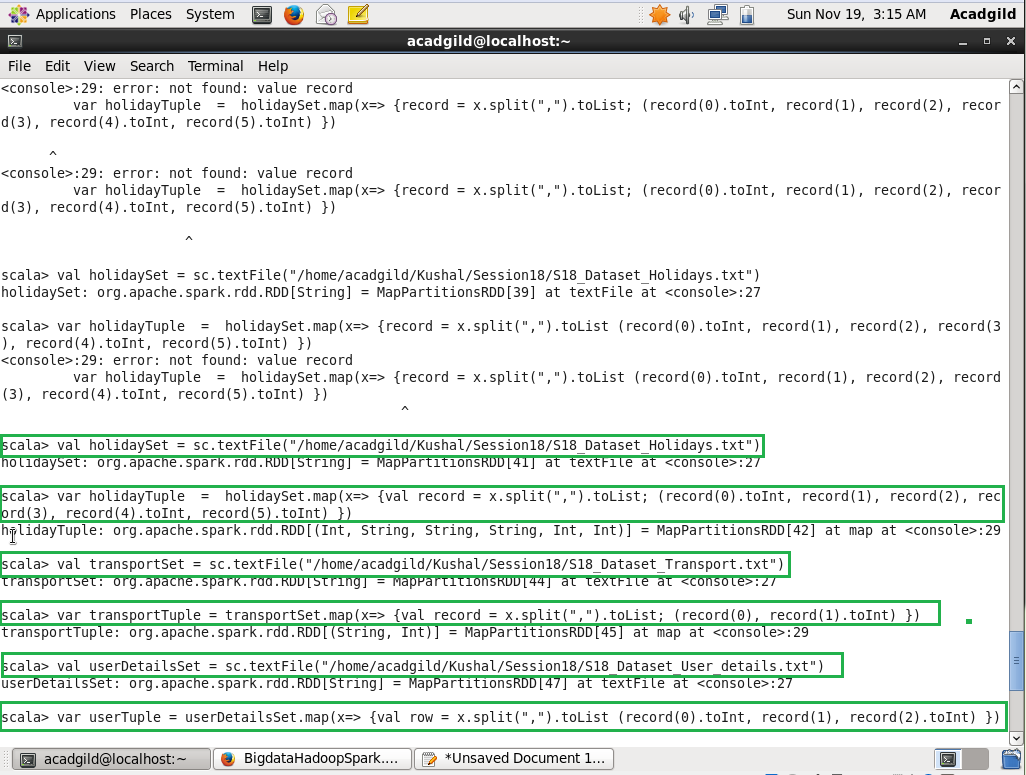 Applications Places System Sun Nov 19, 3:15 AM Acadgild
acadgild@localhost:~
File Edit View Search Terminal Help
<console>:29: error: not found: value record
         var holidayTuple  =  holidaySet.map(x=> {record = x.split(",").toList; (record(0).toInt, record(1), record(2), recor
d(3), record(4).toInt, record(5).toInt) })
^
<console>:29: error: not found: value record
         var holidayTuple  =  holidaySet.map(x=> {record = x.split(",").toList; (record(0).toInt, record(1), record(2), recor
d(3), record(4).toInt, record(5).toInt) })
^
scala> val holidaySet = sc.textFile("/home/acadgild/Kushal/Session18/S18_Dataset_Holidays.txt")
holidaySet: org.apache.spark.rdd.RDD[String] = MapPartitionsRDD[39] at textFile at <console>:27
scala> var holidayTuple  =  holidaySet.map(x=> {record = x.split(",").toList (record(0).toInt, record(1), record(2), record(3
), record(4).toInt, record(5).toInt) })
<console>:29: error: not found: value record
         var holidayTuple  =  holidaySet.map(x=> {record = x.split(",").toList (record(0).toInt, record(1), record(2), record
(3), record(4).toInt, record(5).toInt) })
^
scala> val holidaySet = sc.textFile("/home/acadgild/Kushal/Session18/S18_Dataset_Holidays.txt")
holidaySet: org.apache.spark.rdd.RDD[String] = MapPartitionsRDD[41] at textFile at <console>:27
scala> var holidayTuple  =  holidaySet.map(x=> {val record = x.split(",").toList; (record(0).toInt, record(1), record(2), rec
ord(3), record(4).toInt, record(5).toInt) })
holidayTuple: org.apache.spark.rdd.RDD[(Int, String, String, String, Int, Int)] = MapPartitionsRDD[42] at map at <console>:29
scala> val transportSet = sc.textFile("/home/acadgild/Kushal/Session18/S18_Dataset_Transport.txt")
transportSet: org.apache.spark.rdd.RDD[String] = MapPartitionsRDD[44] at textFile at <console>:27
scala> var transportTuple = transportSet.map(x=> {val record = x.split(",").toList; (record(0), record(1).toInt) })
transportTuple: org.apache.spark.rdd.RDD[(String, Int)] = MapPartitionsRDD[45] at map at <console>:29
scala> val userDetailsSet = sc.textFile("/home/acadgild/Kushal/Session18/S18_Dataset_User_details.txt")
userDetailsSet: org.apache.spark.rdd.RDD[String] = MapPartitionsRDD[47] at textFile at <console>:27
scala> var userTuple = userDetailsSet.map(x=> {val row = x.split(",").toList (record(0).toInt, record(1), record(2).toInt) })
acadgild@localhost:~ BigdataHadoopSpark.... *Unsaved Document 1...